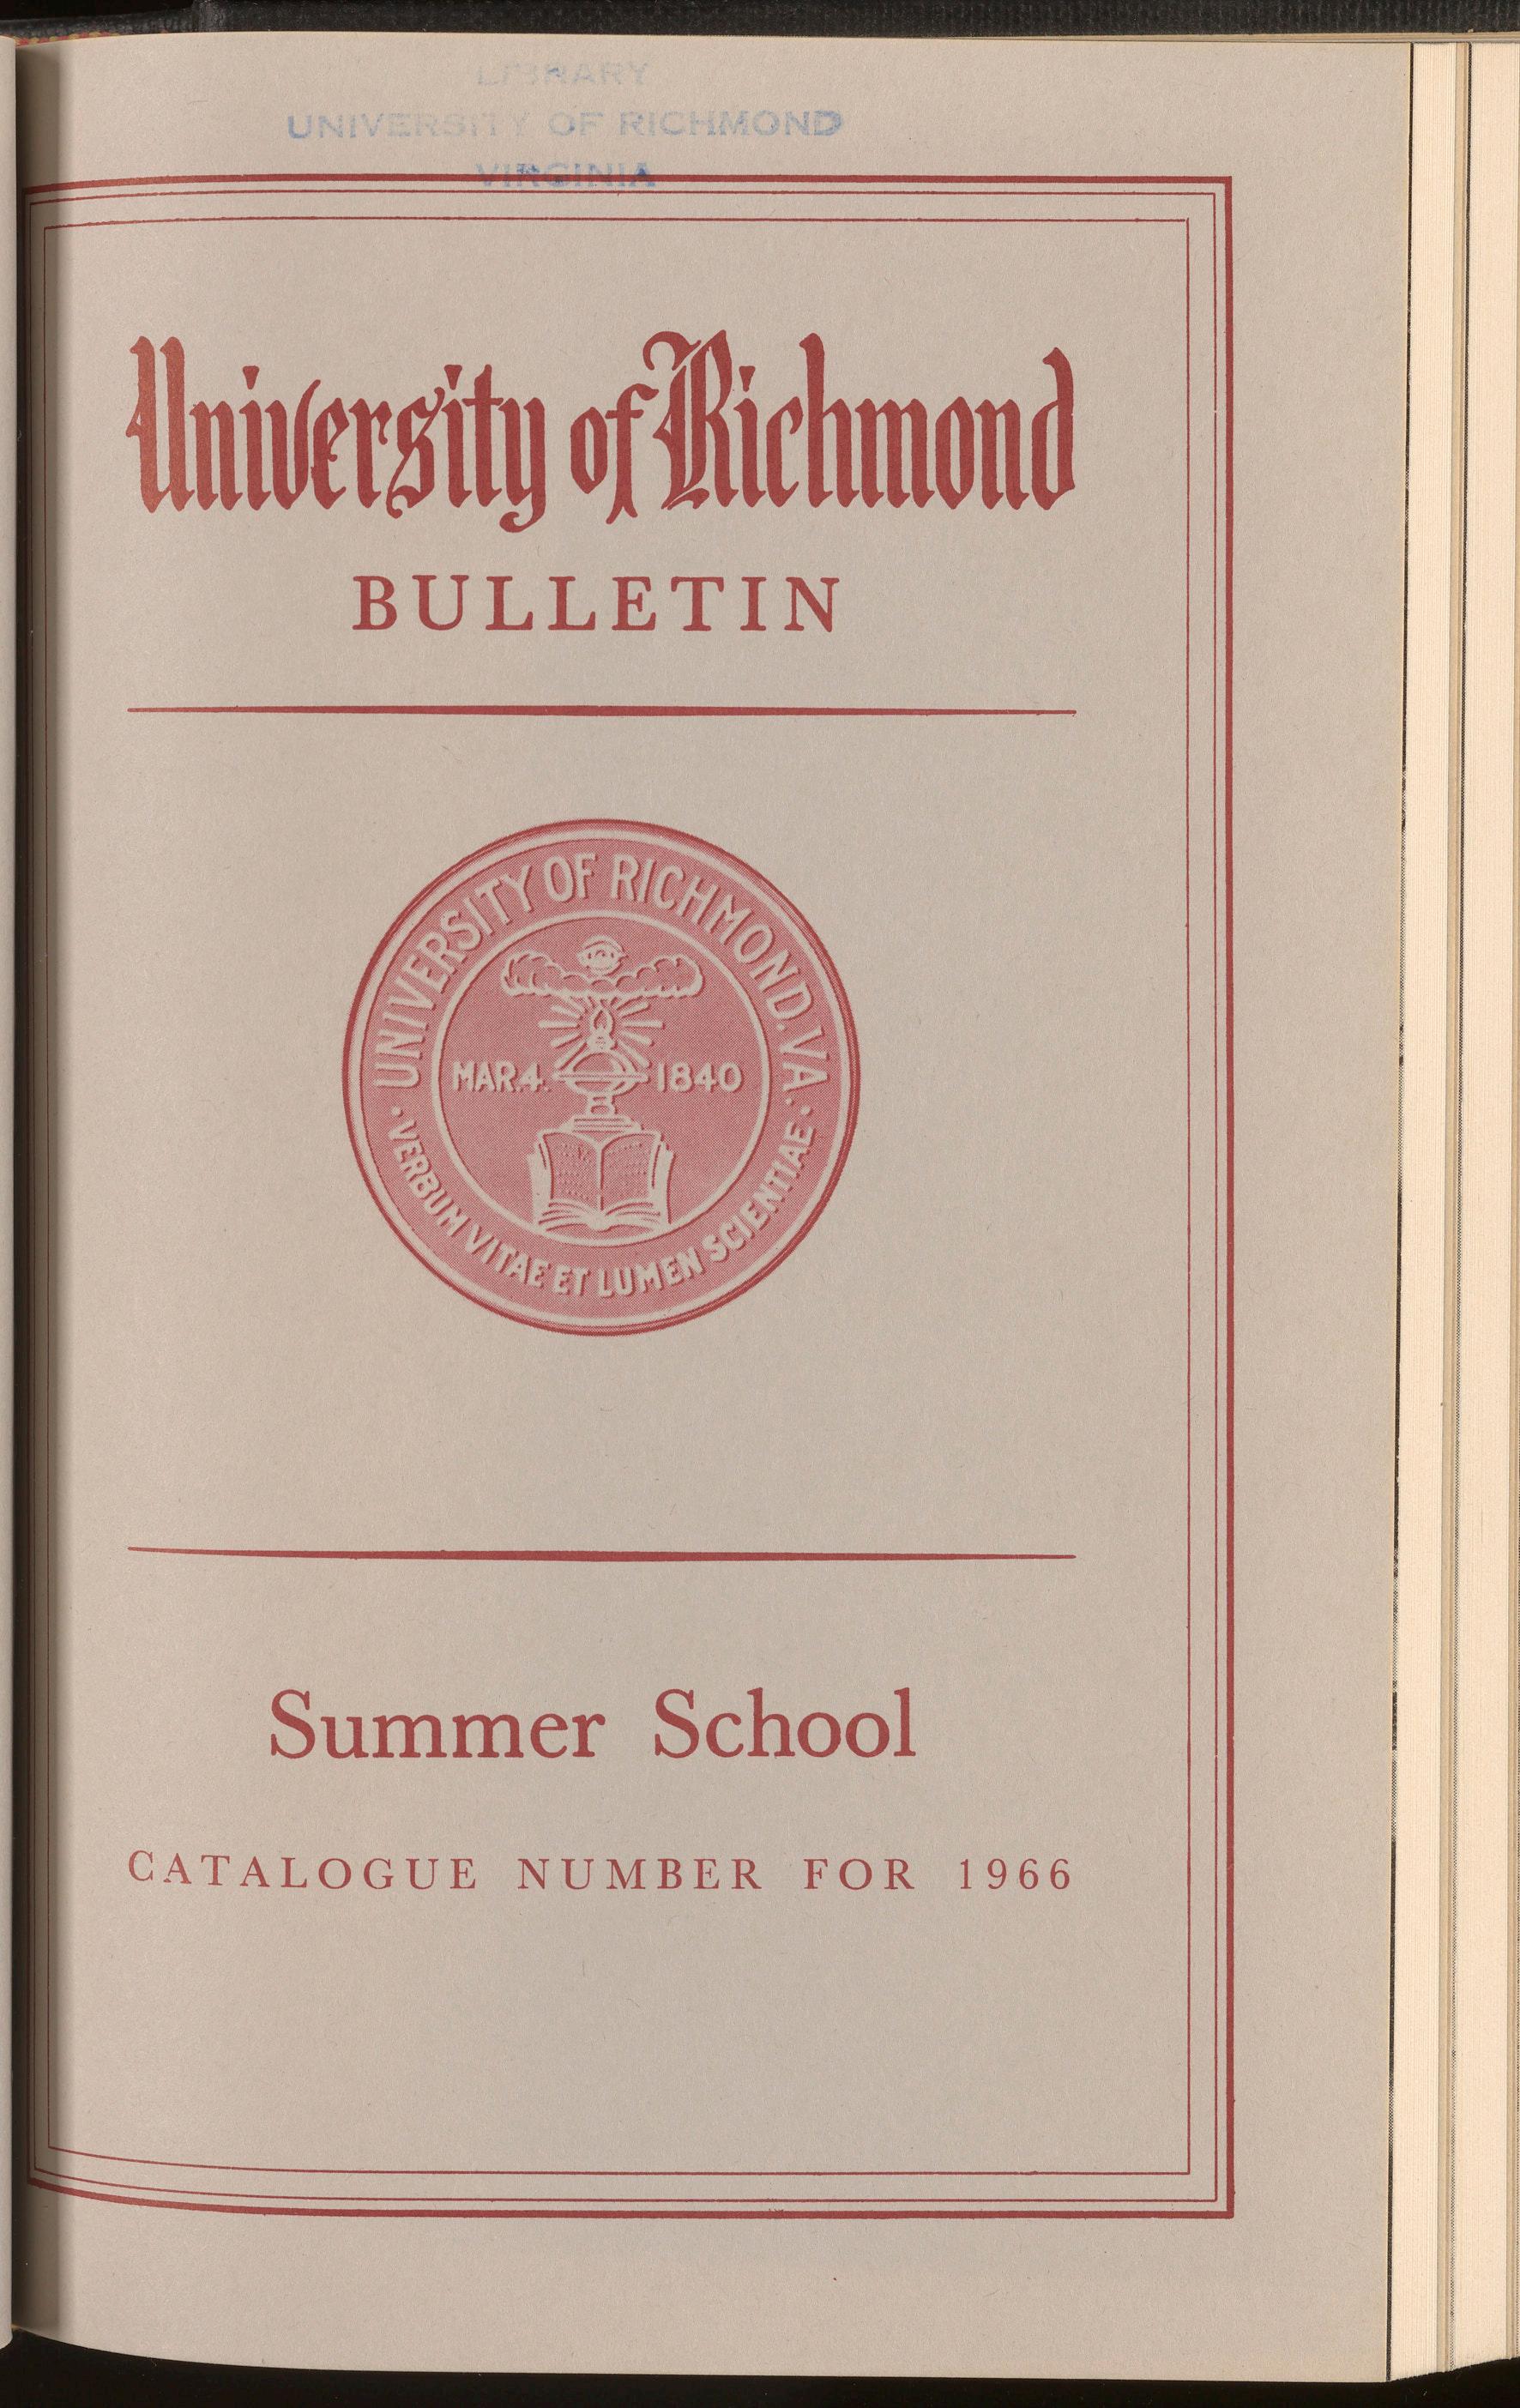 LIBRARY
UNIVERSITY OF RICHMOND
VIRGINIA
University of Richmond
BULLETIN
UNIVERSITY OF RICHMOND, VA.
MAR. 4. 1840
· VERBUM VITAE ET LUMEN SCIENTIAE ·
Summer School
CATALOGUE NUMBER FOR 1966